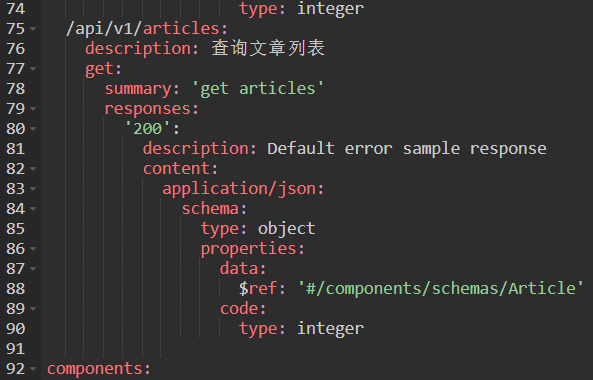 74 type: integer
75 /api/v1/articles:
76 description: 查询文章列表
77 get:
78 summary: 'get articles'
79 responses:
80 '200':
81 description: Default error sample response
82 content:
83 application/json:
84 schema:
85 type: object
86 properties:
87 data:
88 $ref: '#/components/schemas/Article'
89 code:
90 type: integer
91
92 components: